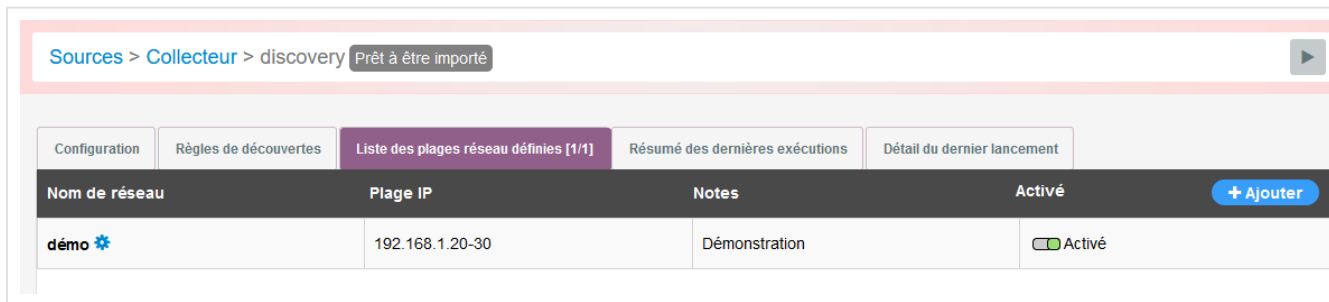 Sources > Collecteur > discovery Prêt à être importé
Configuration Règles de découvertes Liste des plages réseau définies [1/1] Résumé des dernières exécutions Détail du dernier lancement
Nom de réseau Plage IP Notes Activé + Ajouter
démo 192.168.1.20-30 Démonstration Activé